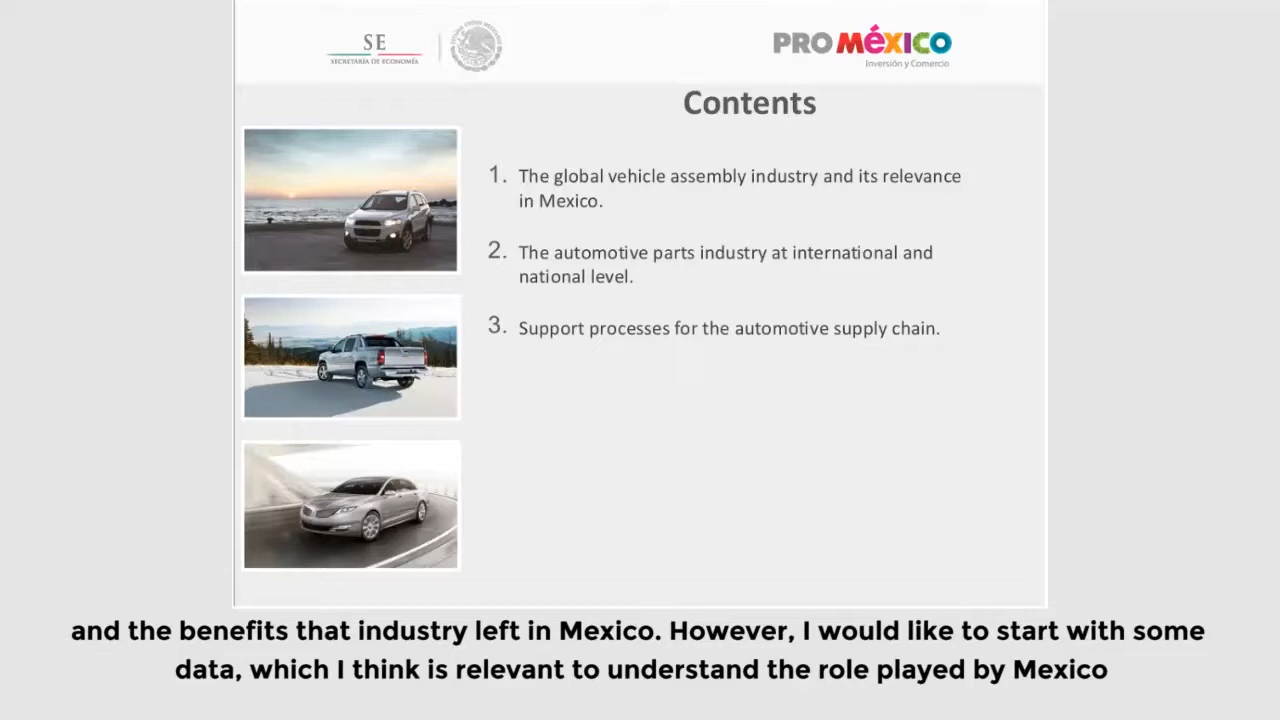 SE
SECRETARÍA DE ECONOMÍA
PRO MéXICO
Inversión y Comercio
Contents
1. The global vehicle assembly industry and its relevance
in Mexico.
2. The automotive parts industry at international and
national level.
3. Support processes for the automotive supply chain.
and the benefits that industry left in Mexico. However, I would like to start with some
data, which I think is relevant to understand the role played by Mexico